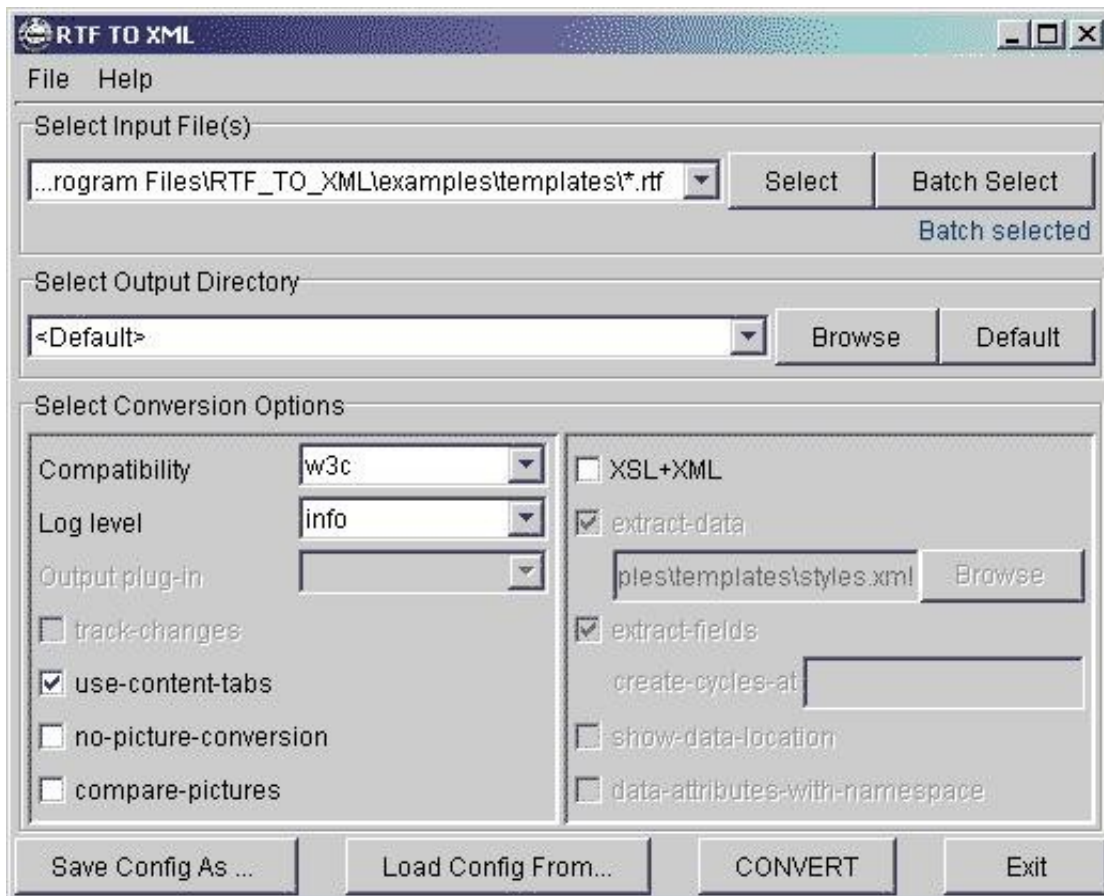 RTF TO XML
File Help
Select Input File(s)
...rogram Files\RTF_TO_XML\examples\templates\*.rtf Select Batch Select
Batch selected
Select Output Directory
<Default> Browse Default
Select Conversion Options
Compatibility w3c
Log level info
Output plug-in
track-changes
use-content-tabs
no-picture-conversion
compare-pictures
XSL+XML
extract-data
ples\templates\styles.xml Browse
extract-fields
create-cycles-at
show-data-location
data-attributes-with-namespace
Save Config As ... Load Config From... CONVERT Exit